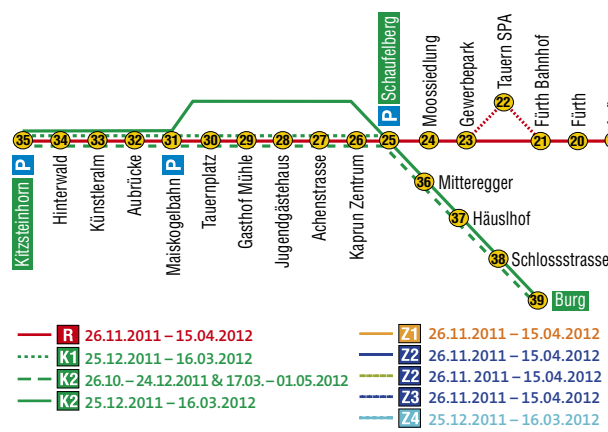 P Schaufelberg
Moossiedlung
Gewerbepark
Tauern SPA
Fürth Bahnhof
Fürth
22
35 34 33 32 31 30 29 28 27 26 25 24 23 21 20
P Kitzsteinhorn
Hinterwald
Künstleralm
Aubrücke
Maiskogelbahn P
Tauernplatz
Gasthof Mühle
Jugendgästehaus
Achenstrasse
Kaprun Zentrum
36 Mitteregger
37 Häuslhof
38 Schlossstrasse
39 Burg
R 26.11.2011 – 15.04.2012
K1 25.12.2011 – 16.03.2012
K2 26.10. – 24.12.2011 & 17.03. – 01.05.2012
K2 25.12.2011 – 16.03.2012
Z1 26.11.2011 – 15.04.2012
Z2 26.11.2011 – 15.04.2012
Z2 26.11. 2011 – 15.04.2012
Z3 26.11.2011 – 15.04.2012
Z4 25.12.2011 – 16.03.2012